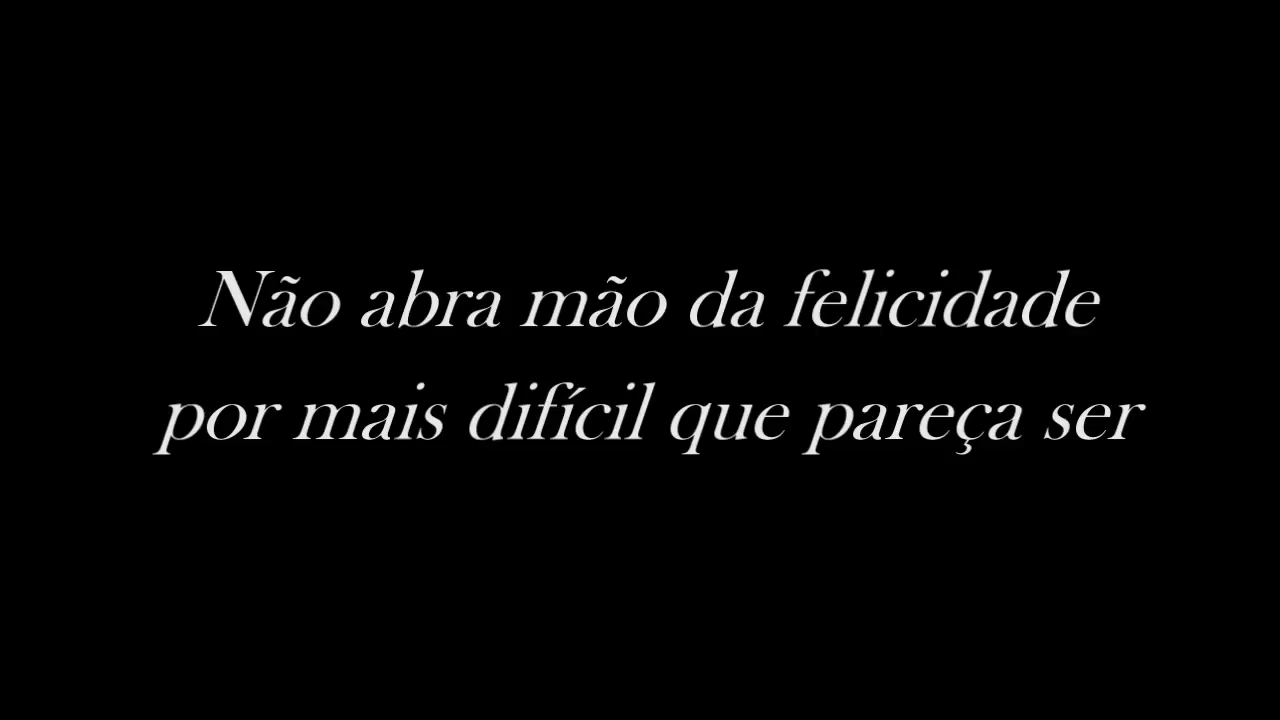 Não abra mão da felicidade
por mais difícil que pareça ser